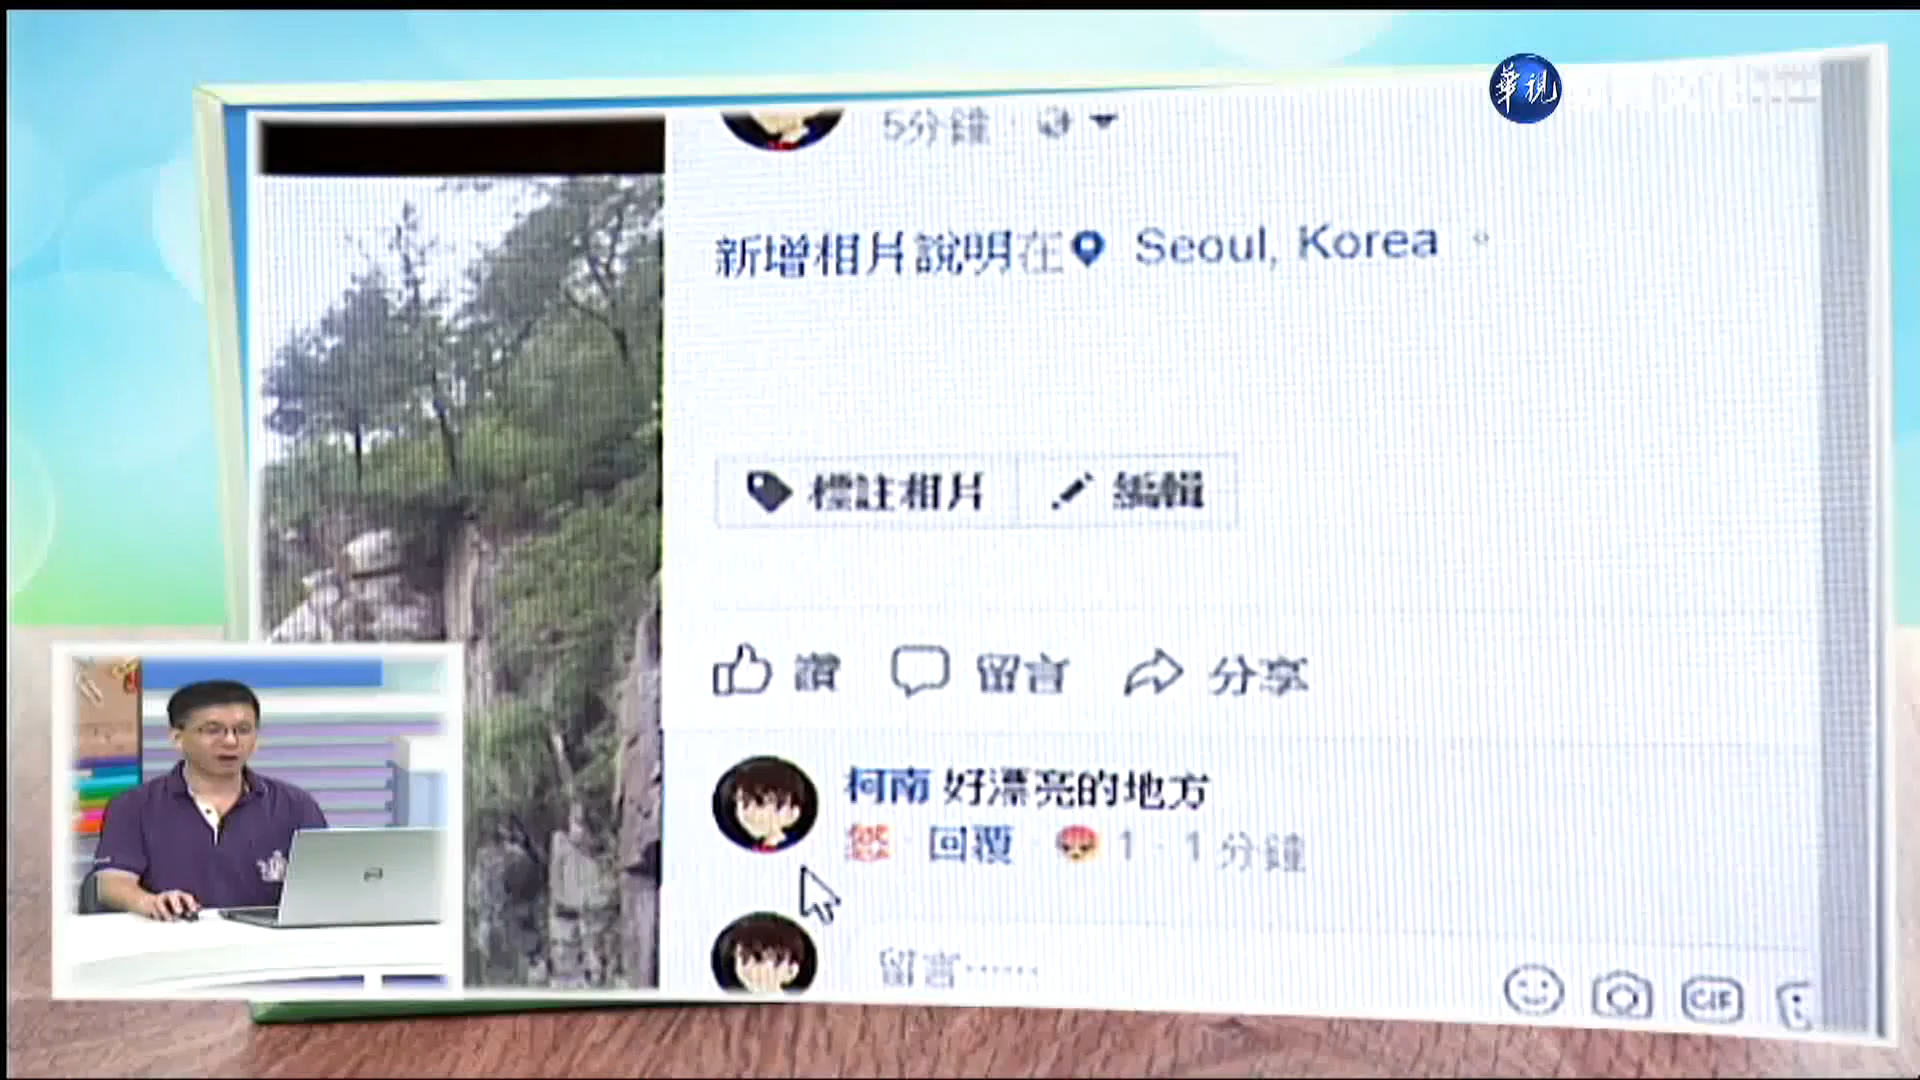 華視
5分鐘
新增相片說明在 Seoul, Korea
標註相片 編輯
讚 留言 分享
柯南 好漂亮的地方
怒 · 回覆 · 1 · 1 分鐘
留言……
GIF